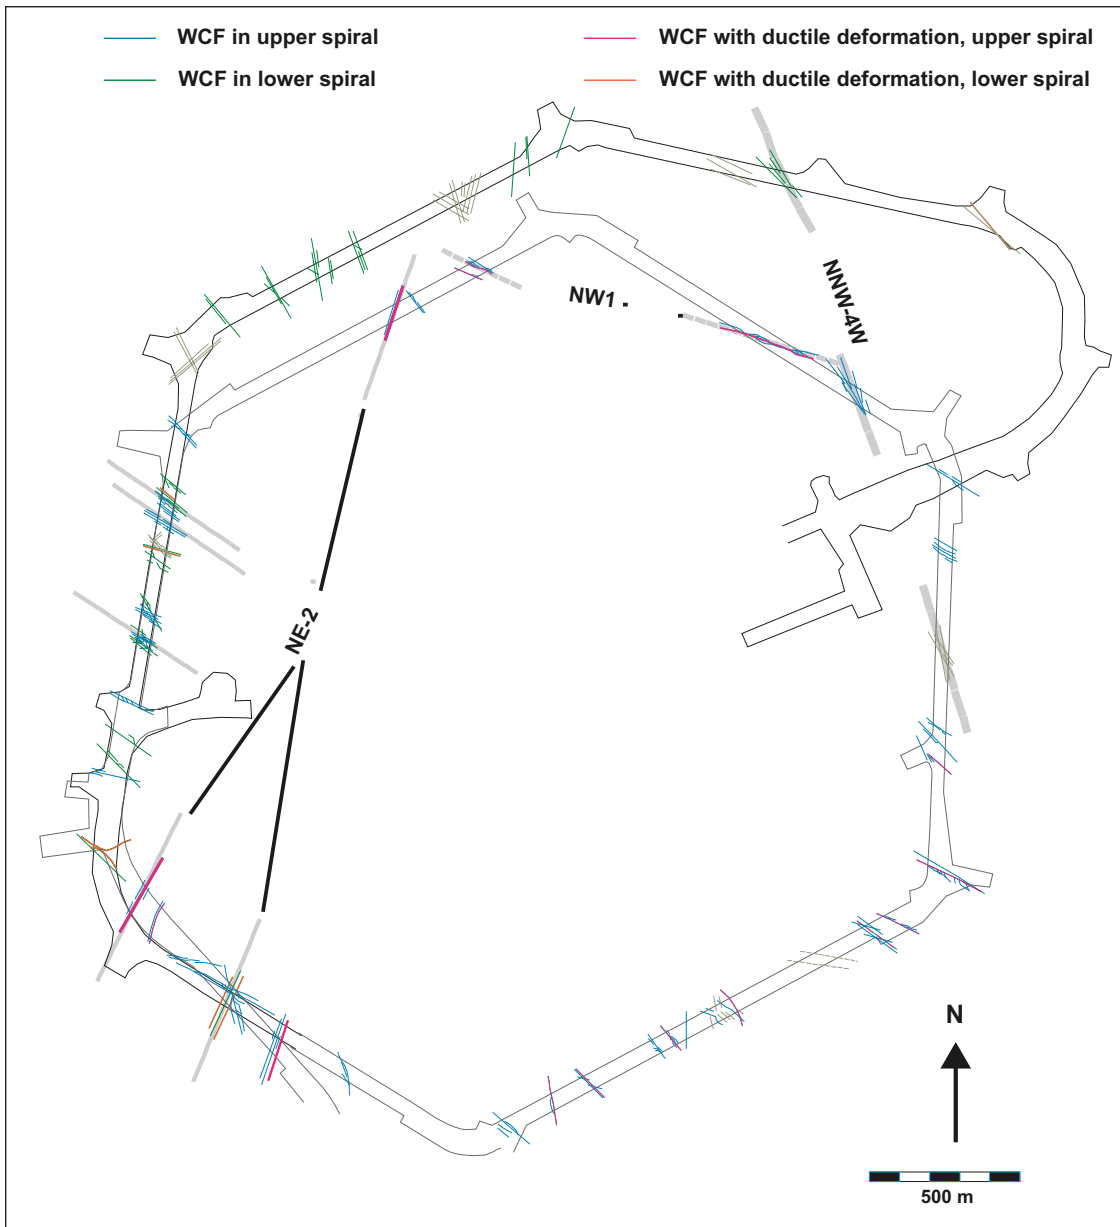 WCF in upper spiral
WCF with ductile deformation, upper spiral
WCF in lower spiral
WCF with ductile deformation, lower spiral
NW1
NNW-4W
NE-2
N
500 m